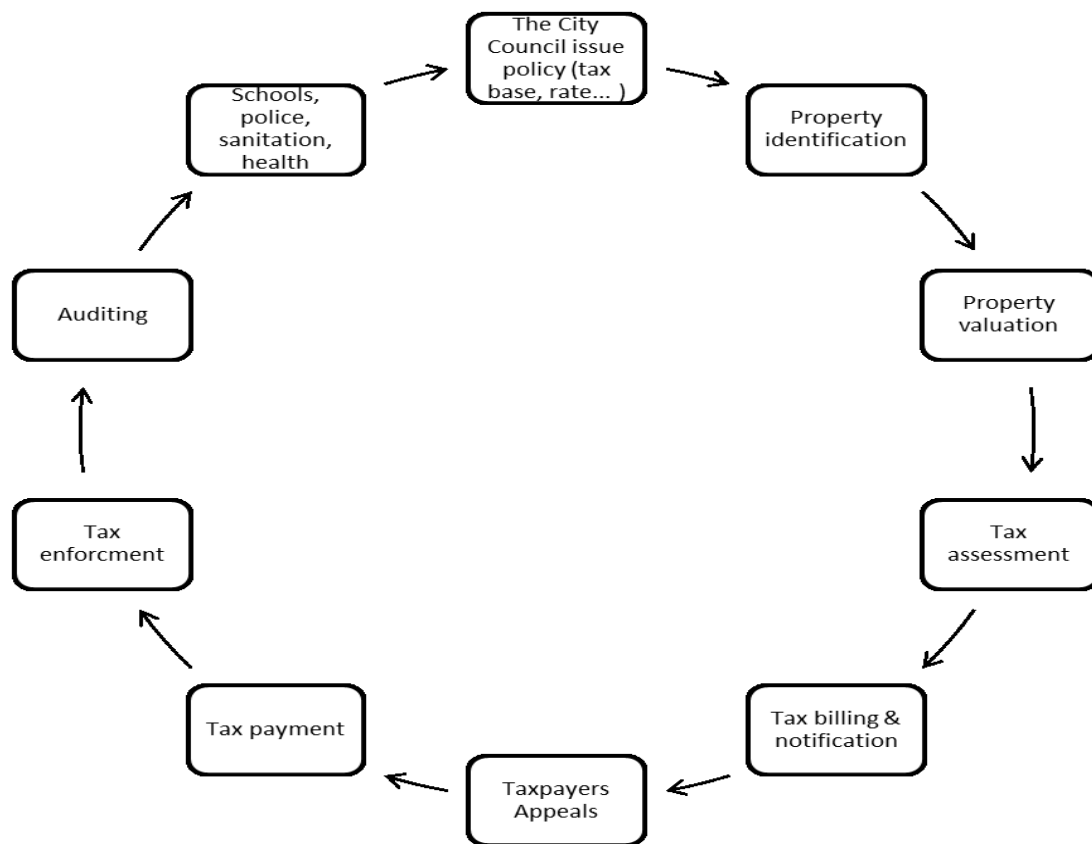 The City
Council issue
policy (tax
base, rate... )
Property
identification
Property
valuation
Tax
assessment
Tax billing &
notification
Taxpayers
Appeals
Tax payment
Tax
enforcment
Auditing
Schools,
police,
sanitation,
health